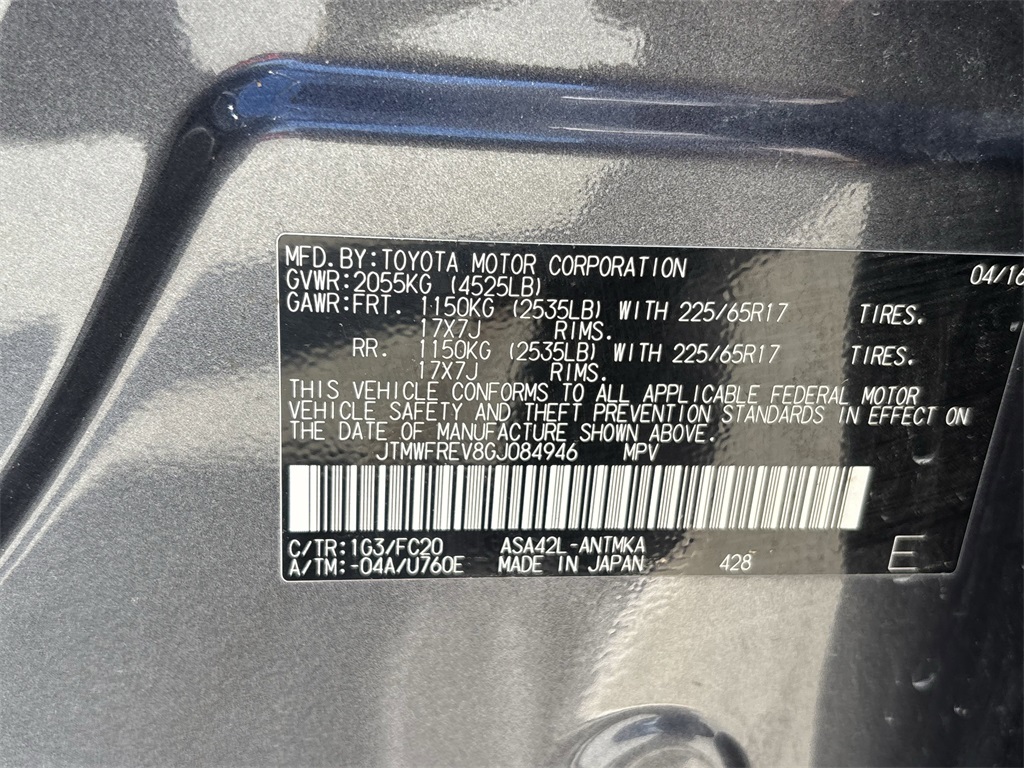 MFD.BY:TOYOTA MOTOR CORPORATION 04/16
GVWR:2055KG (4525LB)
GAWR:FRT. 1150KG (2535LB) WITH 225/65R17 TIRES.
17X7J RIMS.
RR. 1150KG (2535LB) WITH 225/65R17 TIRES.
17X7J RIMS.
THIS VEHICLE CONFORMS TO ALL APPLICABLE FEDERAL MOTOR
VEHICLE SAFETY AND THEFT PREVENTION STANDARDS IN EFFECT ON
THE DATE OF MANUFACTURE SHOWN ABOVE.
JTMWFREV8GJ084946 MPV
C/TR:1G3/FC20 ASA42L-ANTMKA
A/TM:-04A/U760E MADE IN JAPAN 428 E